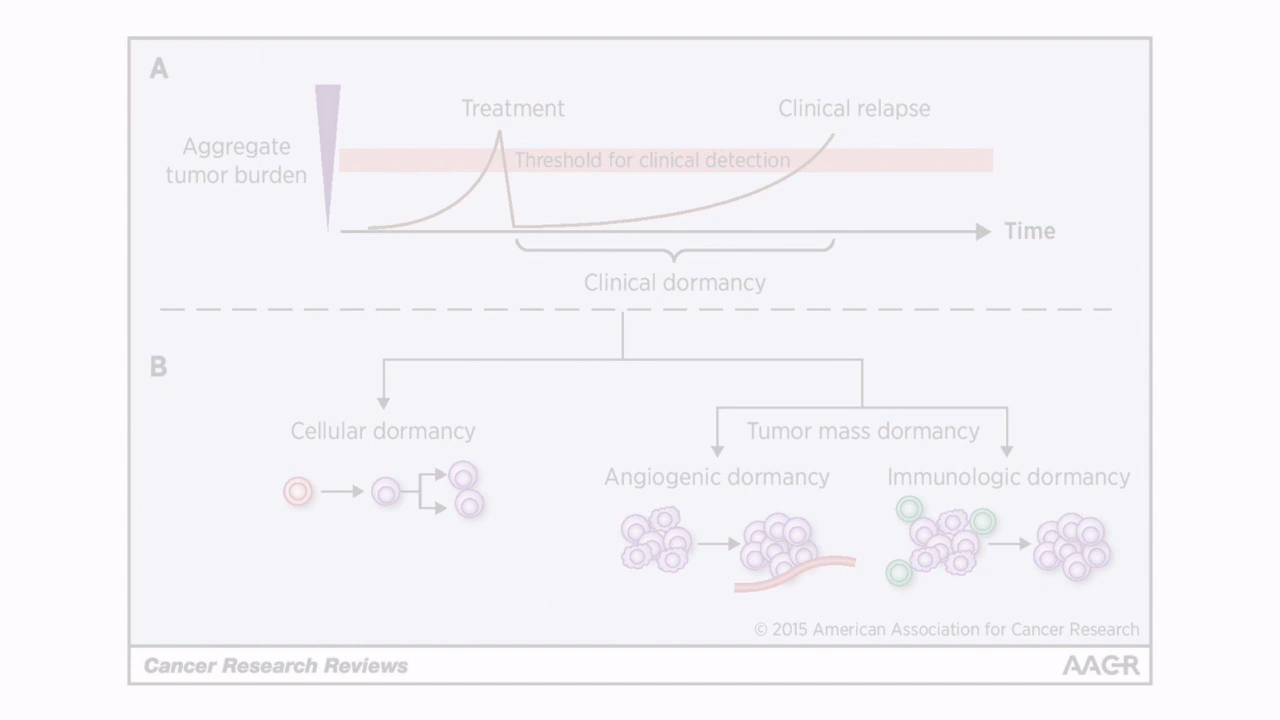 A
Treatment
Clinical relapse
Aggregate
tumor burden
Threshold for clinical detection
Time
Clinical dormancy
B
Cellular dormancy
Tumor mass dormancy
Angiogenic dormancy
Immunologic dormancy
© 2015 American Association for Cancer Research
Cancer Research Reviews
AACR